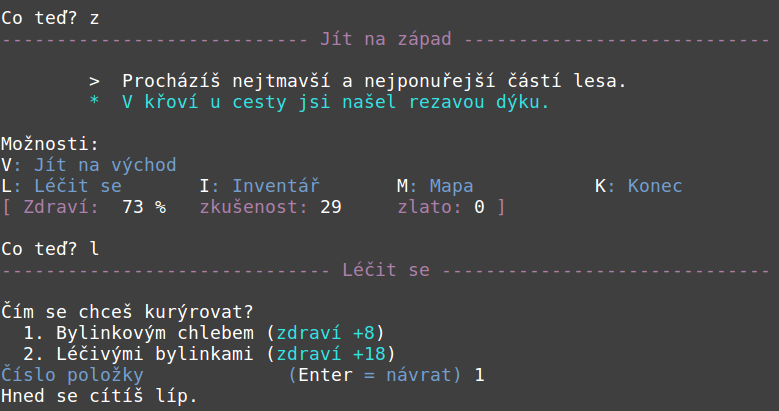 Co teď? z
---------------------------- Jít na západ ----------------------------
> Procházíš nejtmavší a nejponuřejší částí lesa.
* V křoví u cesty jsi našel rezavou dýku.
Možnosti:
V: Jít na východ
L: Léčit se I: Inventář M: Mapa K: Konec
[ Zdraví: 73 % zkušenost: 29 zlato: 0 ]
Co teď? l
------------------------------ Léčit se ------------------------------
Čím se chceš kurýrovat?
1. Bylinkovým chlebem (zdraví +8)
2. Léčivými bylinkami (zdraví +18)
Číslo položky (Enter = návrat) 1
Hned se cítíš líp.